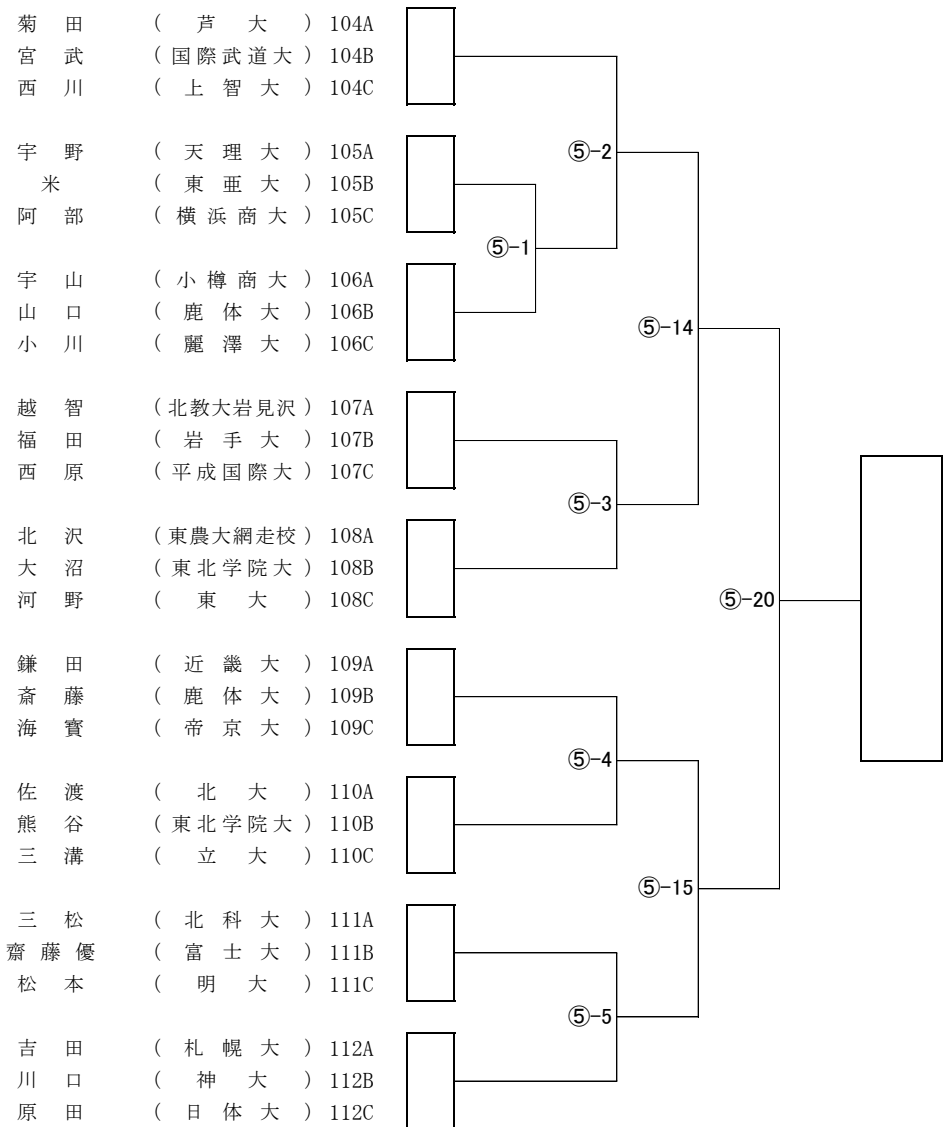 菊田 (芦大) 104A
宮武 (国際武道大) 104B
西川 (上智大) 104C
宇野 (天理大) 105A
米 (東亜大) 105B
阿部 (横浜商大) 105C
宇山 (小樽商大) 106A
山口 (鹿体大) 106B
小川 (麗澤大) 106C
越智 (北教大岩見沢) 107A
福田 (岩手大) 107B
西原 (平成国際大) 107C
北沢 (東農大網走校) 108A
大沼 (東北学院大) 108B
河野 (東大) 108C
鎌田 (近畿大) 109A
斎藤 (鹿体大) 109B
海寳 (帝京大) 109C
佐渡 (北大) 110A
熊谷 (東北学院大) 110B
三溝 (立大) 110C
三松 (北科大) 111A
齋藤優 (富士大) 111B
松本 (明大) 111C
吉田 (札幌大) 112A
川口 (神大) 112B
原田 (日体大) 112C
⑤-2
⑤-1
⑤-14
⑤-3
⑤-20
⑤-4
⑤-15
⑤-5